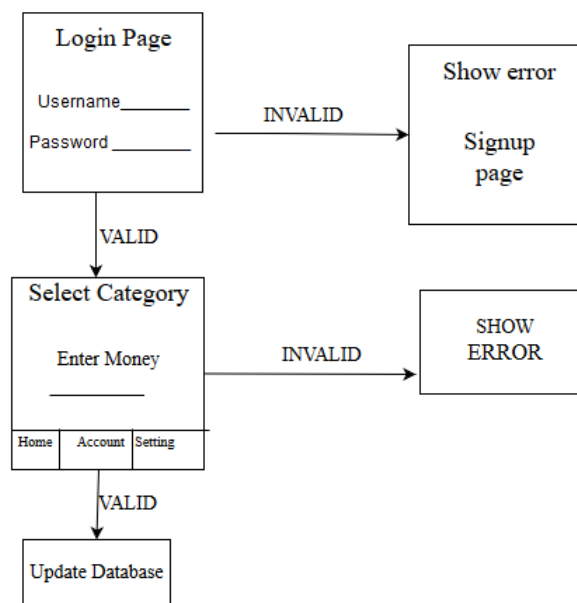 Login Page
Username
Password
INVALID
Show error
Signup
page
VALID
Select Category
Enter Money
Home Account Setting
INVALID
SHOW
ERROR
VALID
Update Database